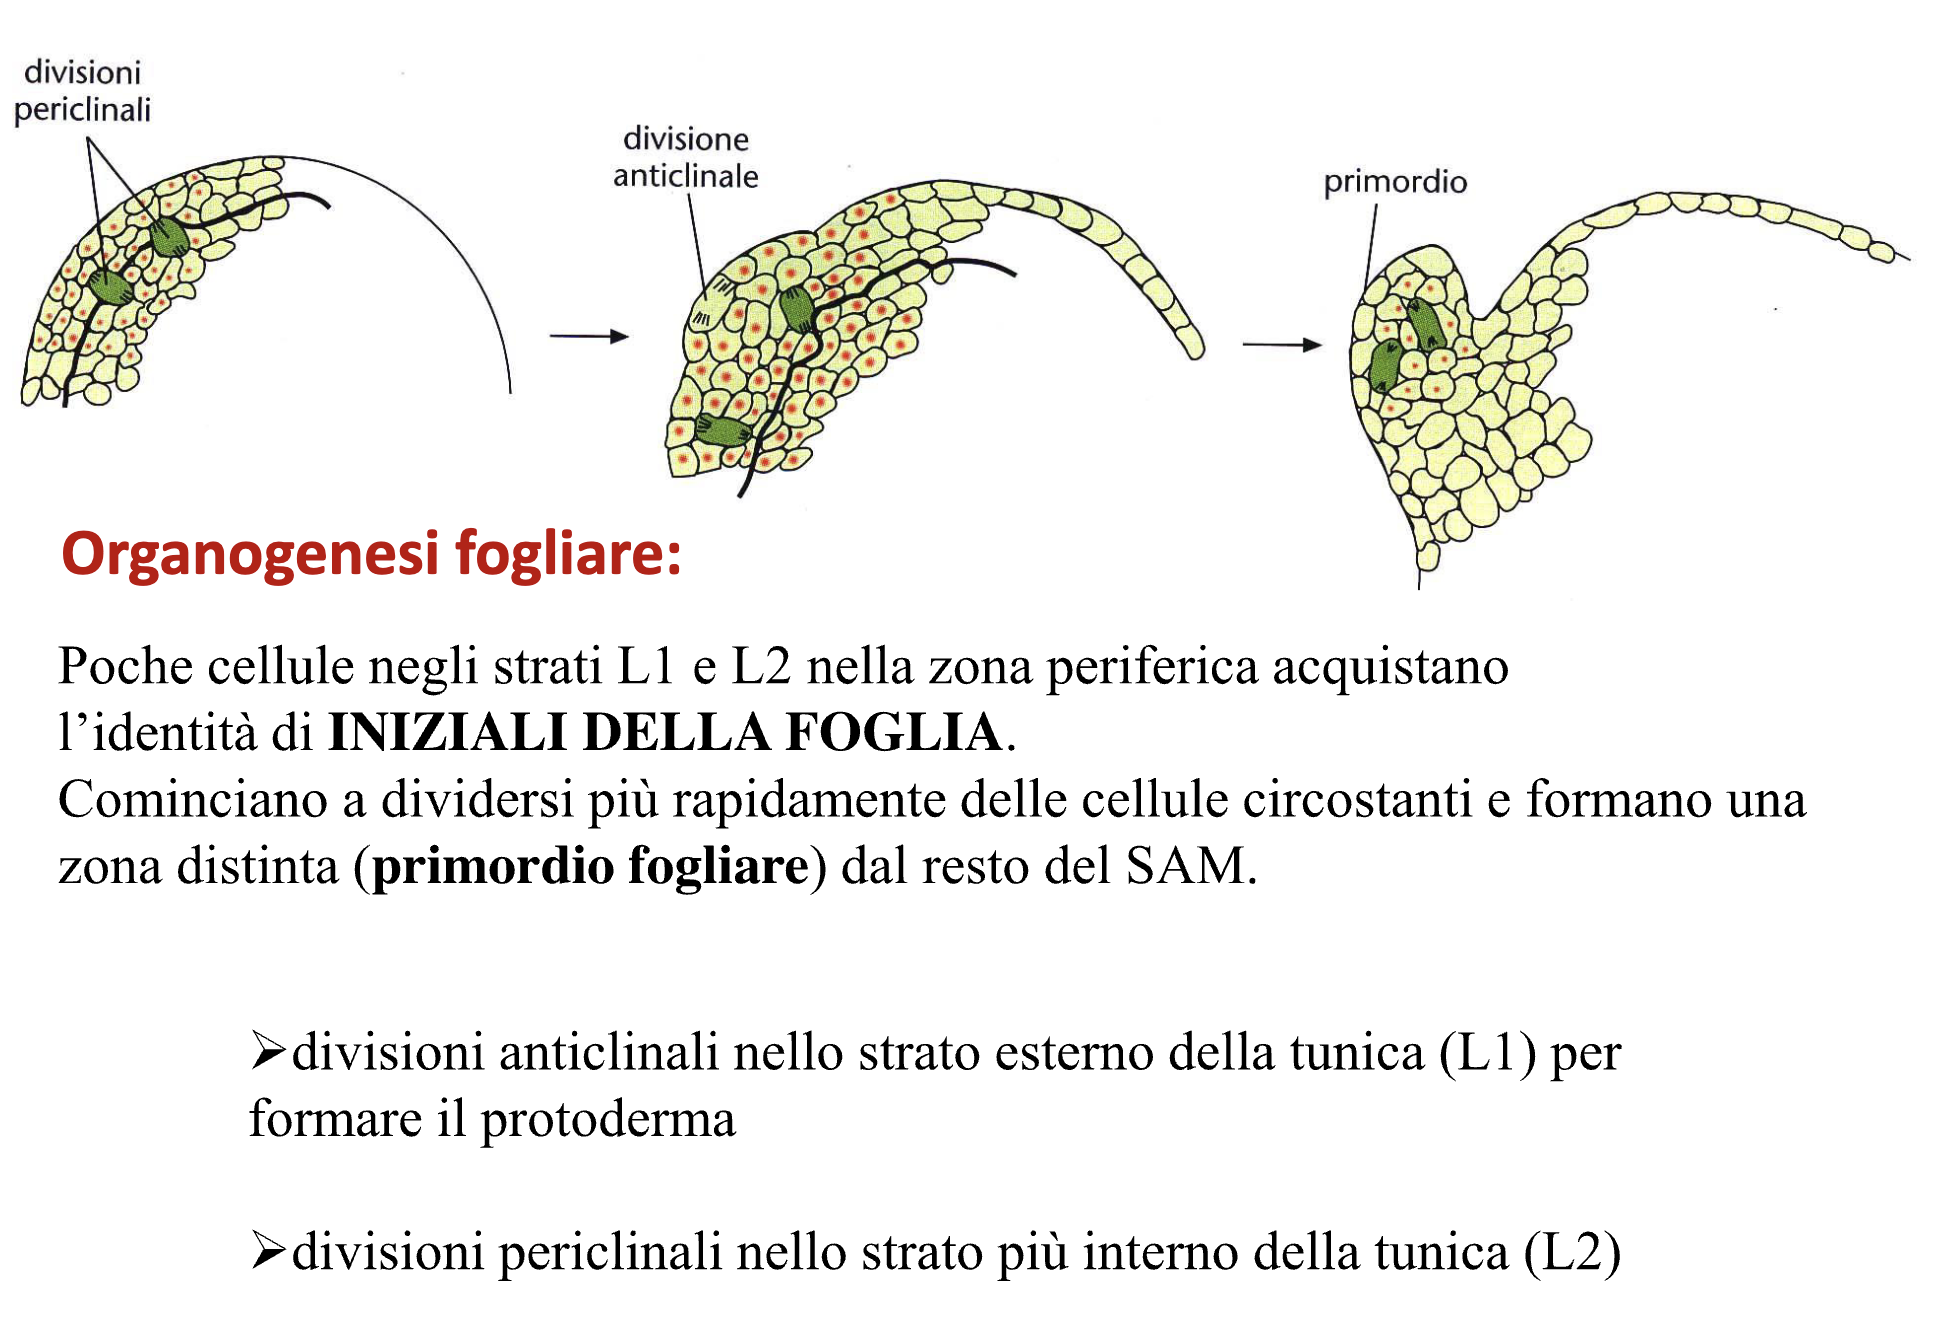 divisioni
periclinali
divisione
anticlinale
primordio
Organogenesi fogliare:
Poche cellule negli strati L1 e L2 nella zona periferica acquistano
l’identità di INIZIALI DELLA FOGLIA.
Cominciano a dividersi più rapidamente delle cellule circostanti e formano una
zona distinta (primordio fogliare) dal resto del SAM.
➢divisioni anticlinali nello strato esterno della tunica (L1) per
formare il protoderma
➢divisioni periclinali nello strato più interno della tunica (L2)